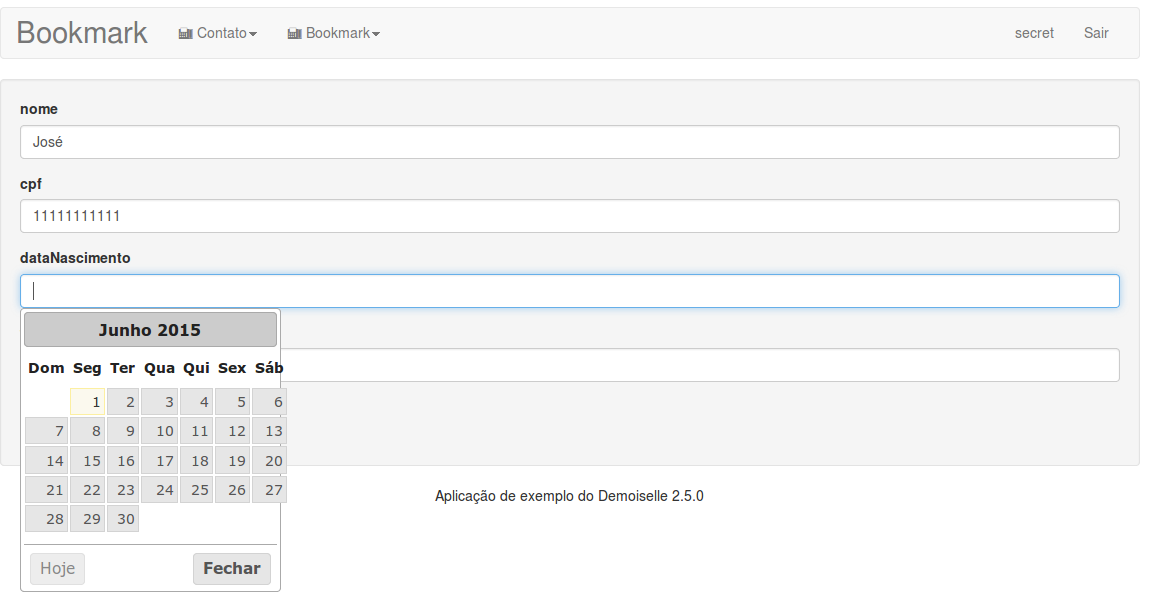 Bookmark Contato Bookmark secret Sair
nome
José
cpf
11111111111
dataNascimento
Junho 2015
Dom Seg Ter Qua Qui Sex Sáb
1 2 3 4 5 6
7 8 9 10 11 12 13
14 15 16 17 18 19 20
21 22 23 24 25 26 27
28 29 30
Hoje Fechar
Aplicação de exemplo do Demoiselle 2.5.0